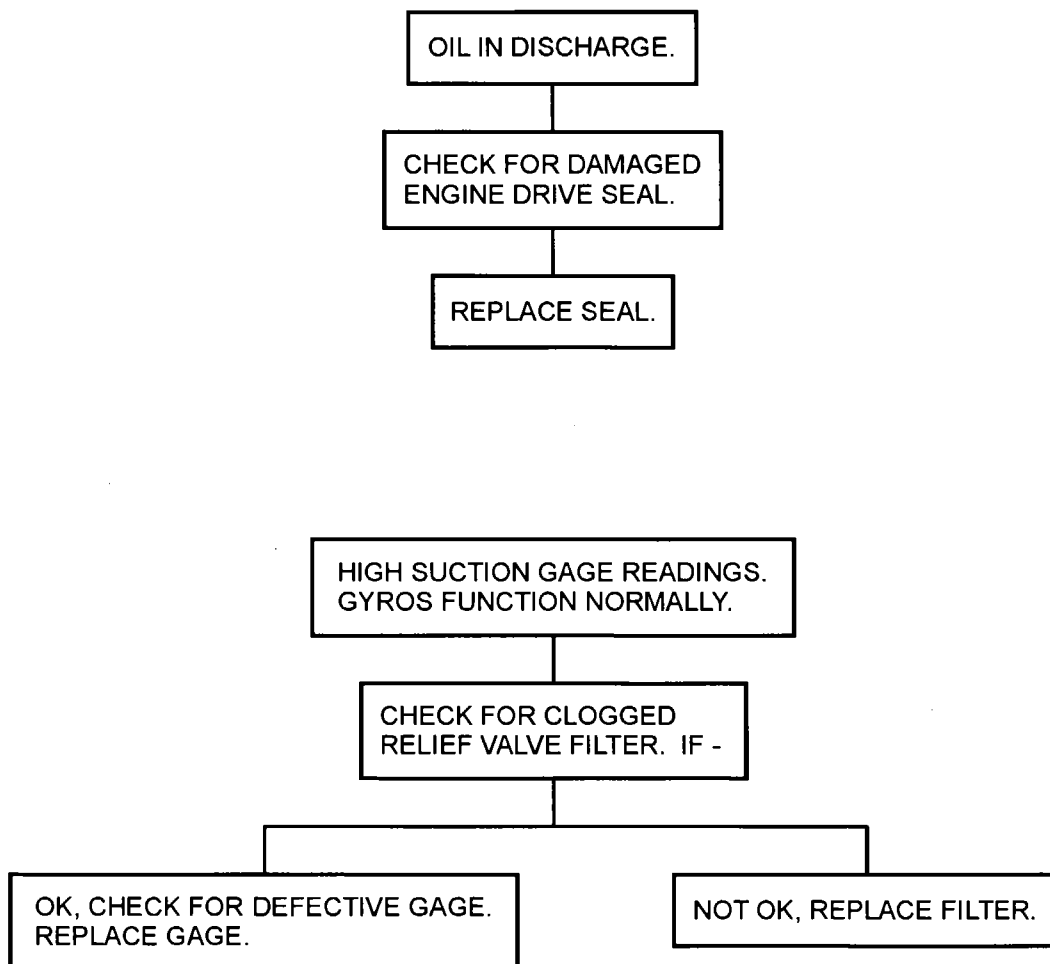 OIL IN DISCHARGE.
CHECK FOR DAMAGED
ENGINE DRIVE SEAL.
REPLACE SEAL.
HIGH SUCTION GAGE READINGS.
GYROS FUNCTION NORMALLY.
CHECK FOR CLOGGED
RELIEF VALVE FILTER. IF -
OK, CHECK FOR DEFECTIVE GAGE.
REPLACE GAGE.
NOT OK, REPLACE FILTER.